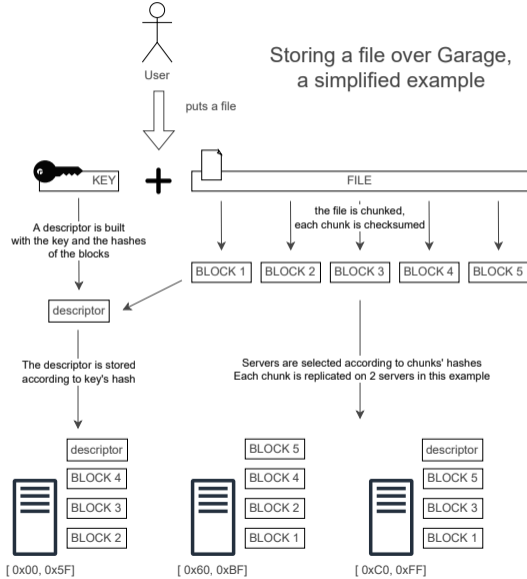 Storing a file over Garage,
a simplified example
User
puts a file
KEY
FILE
the file is chunked,
each chunk is checksumed
A descriptor is built
with the key and the hashes
of the blocks
BLOCK 1
BLOCK 2
BLOCK 3
BLOCK 4
BLOCK 5
descriptor
The descriptor is stored
according to key's hash
Servers are selected according to chunks' hashes
Each chunk is replicated on 2 servers in this example
descriptor
BLOCK 4
BLOCK 3
BLOCK 2
[ 0x00, 0x5F]
BLOCK 5
BLOCK 4
BLOCK 2
BLOCK 1
[ 0x60, 0xBF]
descriptor
BLOCK 5
BLOCK 3
BLOCK 1
[ 0xC0, 0xFF]